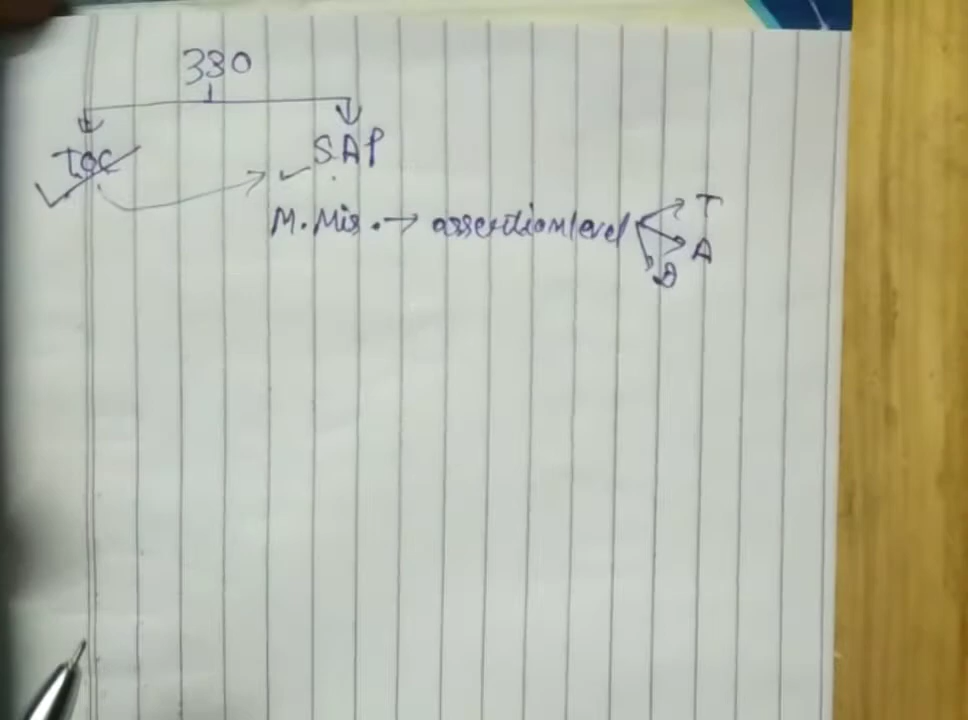 330
TOC SAP
M.Mis. → assertion level T
A
D